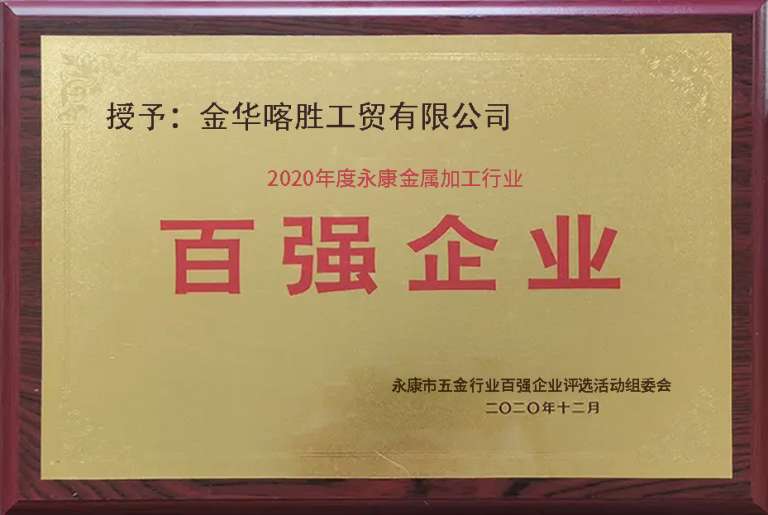 授予：金华喀胜工贸有限公司
2020年度永康金属加工行业
百强企业
永康市五金行业百强企业评选活动组委会
二〇二〇年十二月